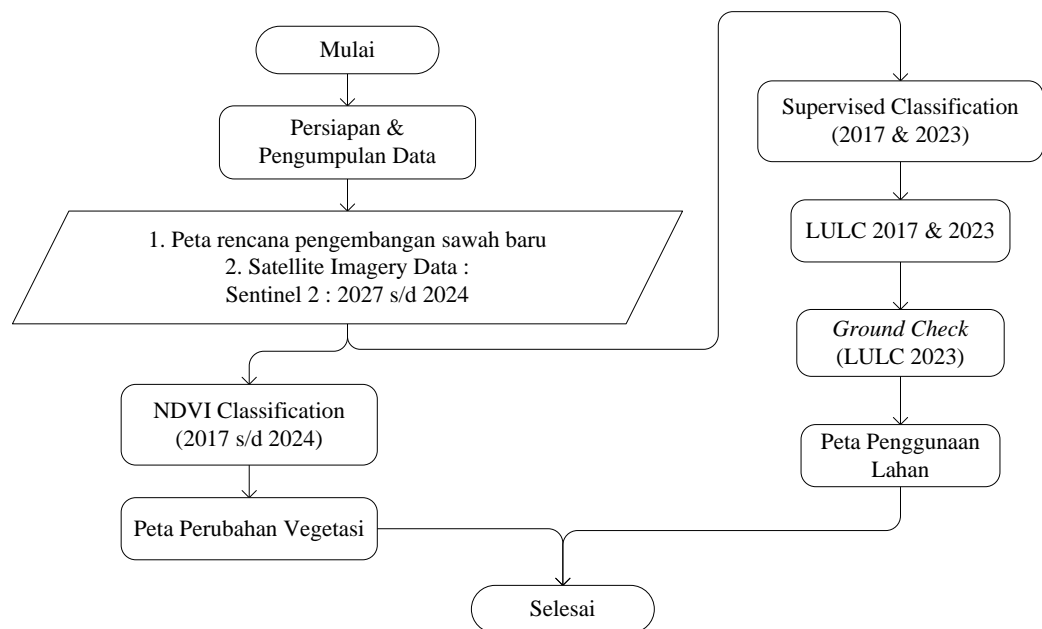 Mulai
Persiapan &
Pengumpulan Data
1. Peta rencana pengembangan sawah baru
2. Satellite Imagery Data :
Sentinel 2 : 2027 s/d 2024
NDVI Classification
(2017 s/d 2024)
Peta Perubahan Vegetasi
Supervised Classification
(2017 & 2023)
LULC 2017 & 2023
Ground Check
(LULC 2023)
Peta Penggunaan
Lahan
Selesai